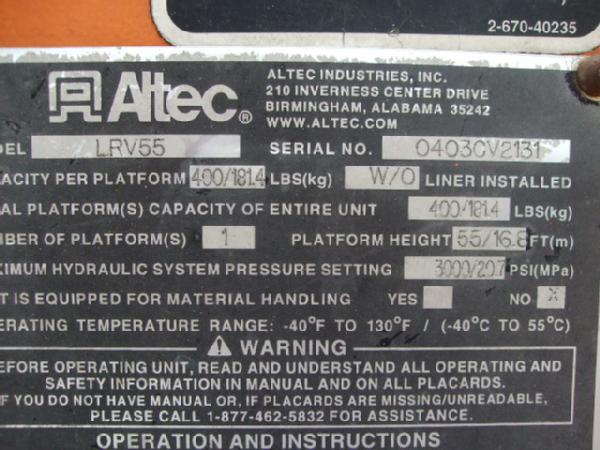 2-670-40235
Altec®
ALTEC INDUSTRIES, INC.
210 INVERNESS CENTER DRIVE
BIRMINGHAM, ALABAMA 35242
WWW.ALTEC.COM
DEL LRV55 SERIAL NO. 0403CV2131
PACITY PER PLATFORM 400/181.4 LBS(kg) W/O LINER INSTALLED
AL PLATFORM(S) CAPACITY OF ENTIRE UNIT 400/181.4 LBS(kg)
MBER OF PLATFORM(S) 1 PLATFORM HEIGHT 55/16.8 FT(m)
XIMUM HYDRAULIC SYSTEM PRESSURE SETTING 3000/20.7 PSI(MPa)
IT IS EQUIPPED FOR MATERIAL HANDLING YES NO X
ERATING TEMPERATURE RANGE: -40°F TO 130°F / (-40°C TO 55°C)
WARNING
EFORE OPERATING UNIT, READ AND UNDERSTAND ALL OPERATING AND
SAFETY INFORMATION IN MANUAL AND ON ALL PLACARDS.
F YOU DO NOT HAVE MANUAL OR, IF PLACARDS ARE MISSING/UNREADABLE,
PLEASE CALL 1-877-462-5832 FOR ASSISTANCE.
OPERATION AND INSTRUCTIONS